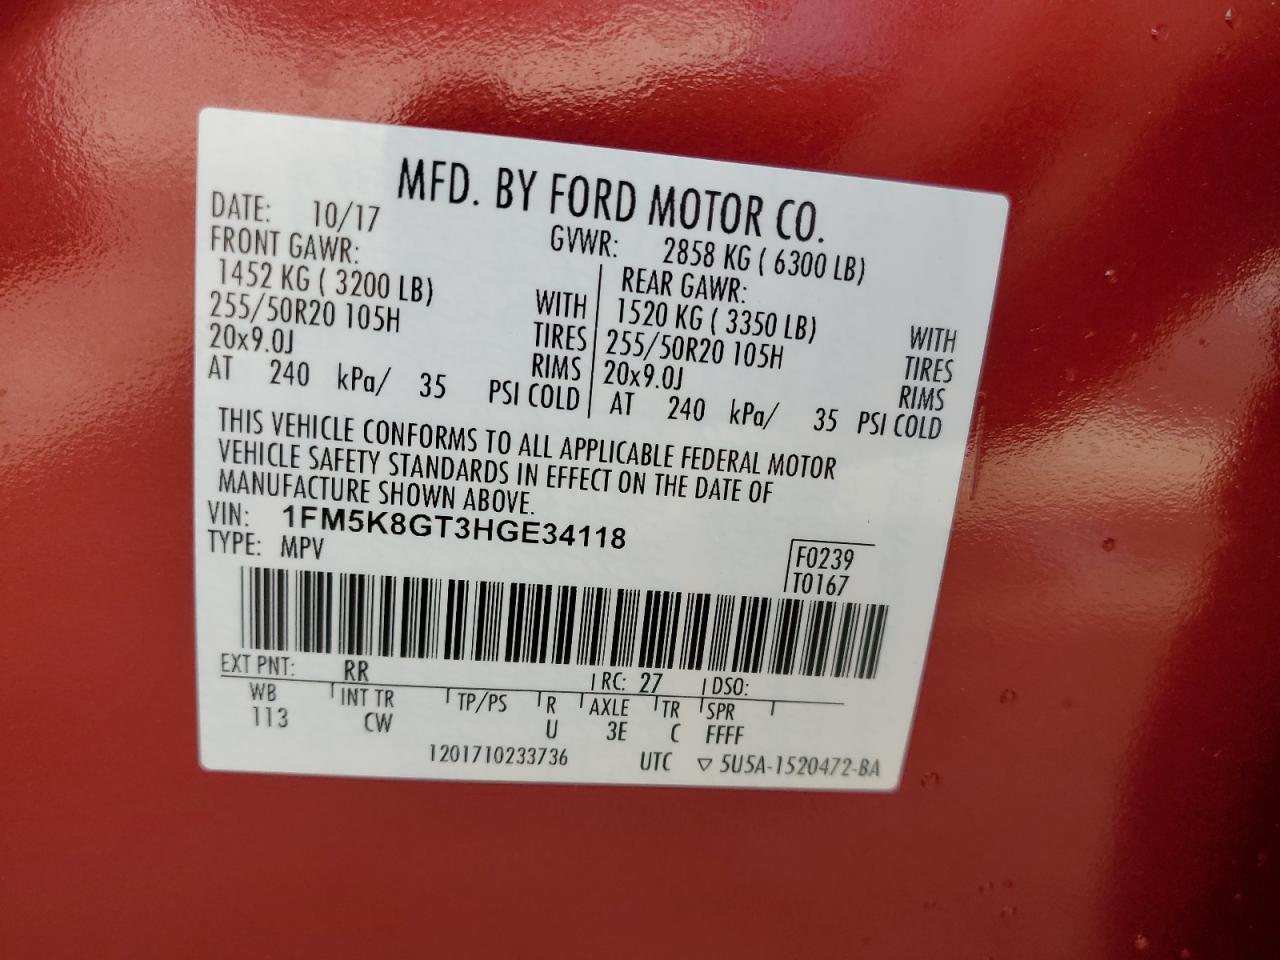 MFD. BY FORD MOTOR CO.
DATE: 10/17 GVWR: 2858 KG ( 6300 LB)
FRONT GAWR: REAR GAWR:
1452 KG ( 3200 LB) WITH 1520 KG ( 3350 LB) WITH
255/50R20 105H TIRES 255/50R20 105H TIRES
20x9.0J RIMS 20x9.0J RIMS
AT 240 kPa/ 35 PSI COLD AT 240 kPa/ 35 PSI COLD
THIS VEHICLE CONFORMS TO ALL APPLICABLE FEDERAL MOTOR
VEHICLE SAFETY STANDARDS IN EFFECT ON THE DATE OF
MANUFACTURE SHOWN ABOVE.
VIN: 1FM5K8GT3HGE34118
TYPE: MPV F0239
T0167
EXT PNT: RR RC: 27 DSO:
WB INT TR TP/PS R AXLE TR SPR
113 CW U 3E C FFFF
1201710233736 UTC ▽ 5U5A-1520472-BA